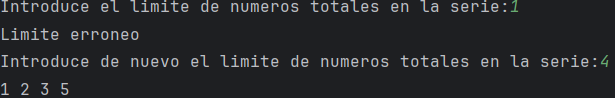 Introduce el limite de numeros totales en la serie:1
Limite erroneo
Introduce de nuevo el limite de numeros totales en la serie:4
1 2 3 5